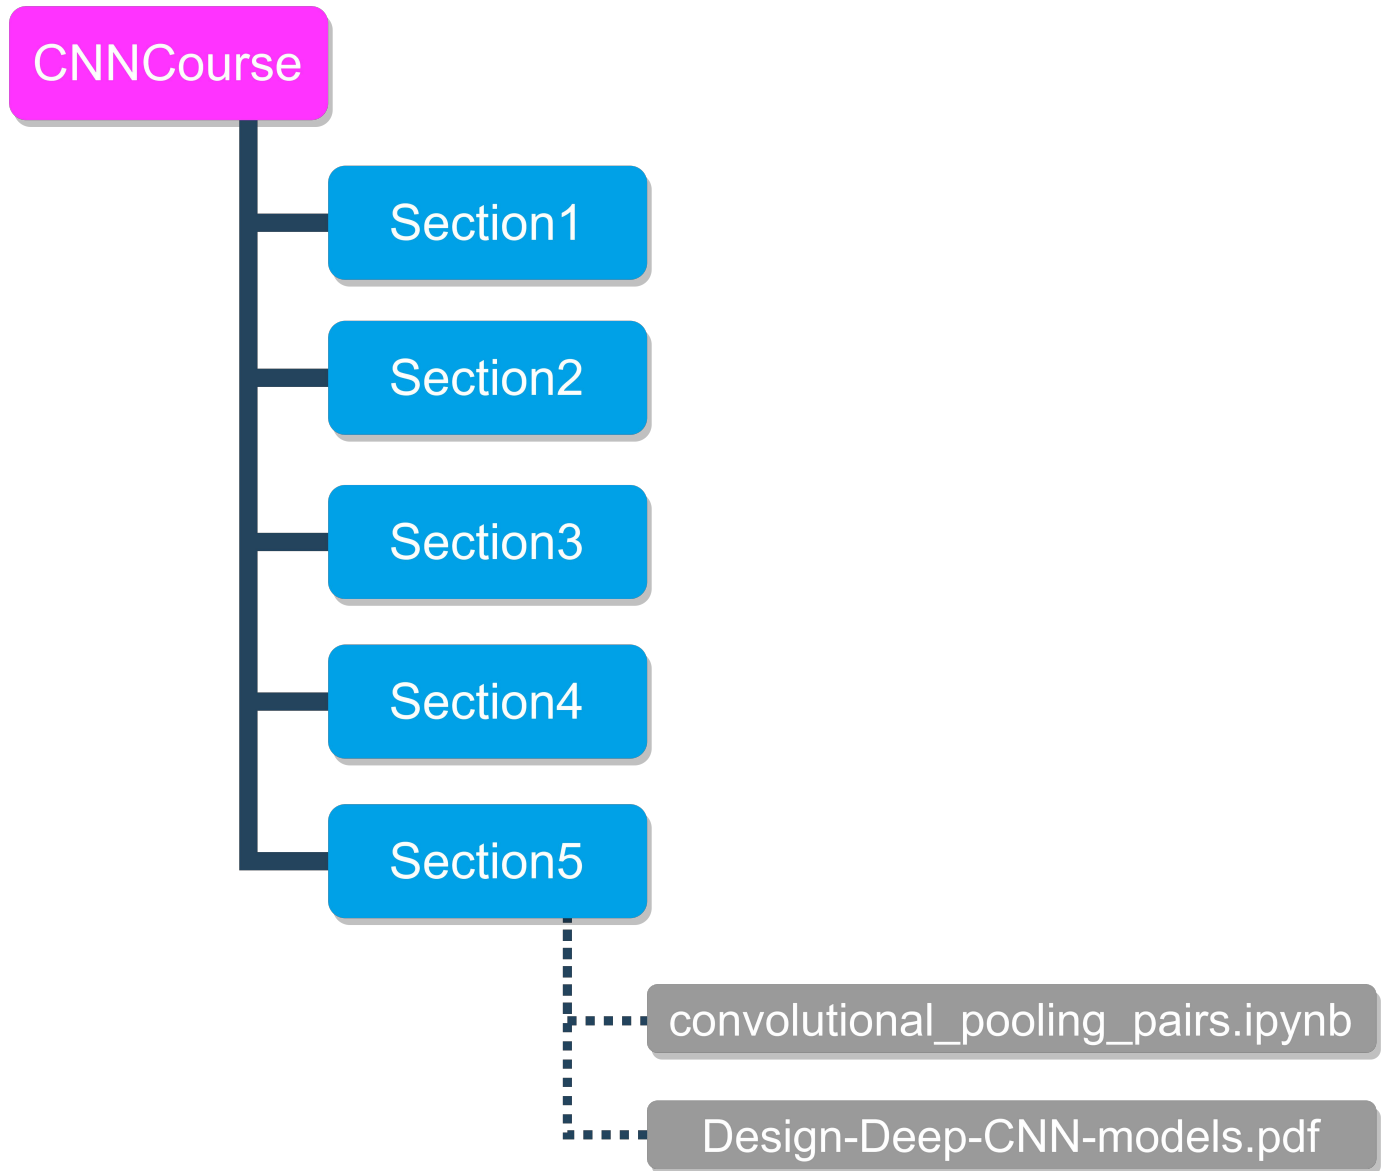 CNNCourse
Section1
Section2
Section3
Section4
Section5
convolutional_pooling_pairs.ipynb
Design-Deep-CNN-models.pdf